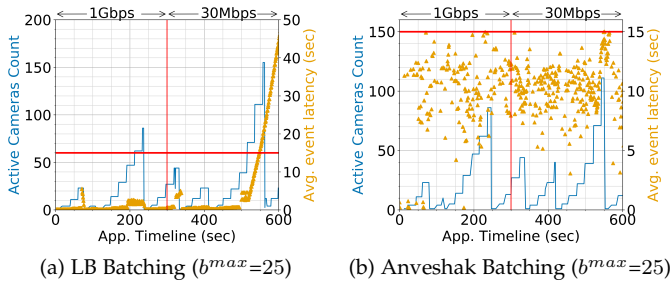 1Gbps 30Mbps
Active Cameras Count
200
150
100
50
0
50
40
30
20
10
0
Avg. event latency (sec)
0 200 400 600
App. Timeline (sec)
(a) LB Batching (b^max=25)
1Gbps 30Mbps
Active Cameras Count
150
100
50
0
15
10
5
0
Avg. event latency (sec)
0 200 400 600
App. Timeline (sec)
(b) Anveshak Batching (b^max=25)